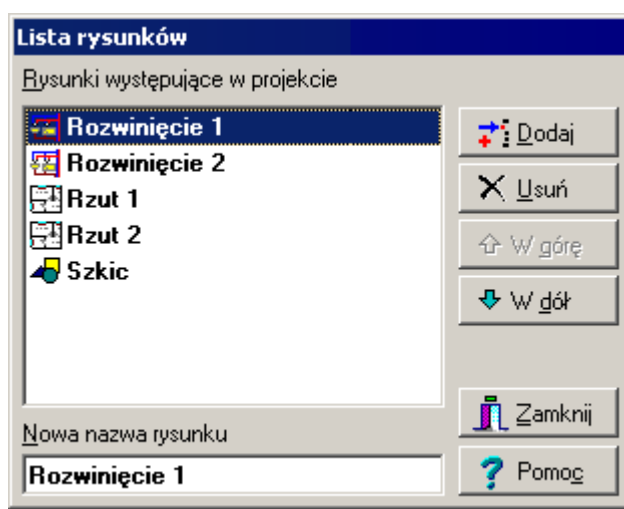 Lista rysunków
Rysunki występujące w projekcie
Rozwinięcie 1
Rozwinięcie 2
Rzut 1
Rzut 2
Szkic
Dodaj
Usuń
W górę
W dół
Zamknij
Nowa nazwa rysunku
Rozwinięcie 1
Pomoc